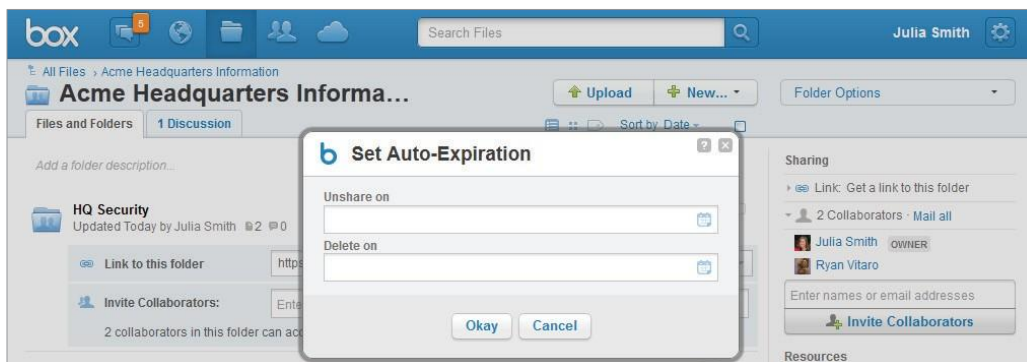 box
5
Search Files
Julia Smith
All Files › Acme Headquarters Information
Acme Headquarters Informa...
Upload
New...
Folder Options
Files and Folders
1 Discussion
Sort by Date
Add a folder description...
b Set Auto-Expiration
?
Unshare on
Delete on
Okay
Cancel
HQ Security
Updated Today by Julia Smith 2 0
Link to this folder
https
Invite Collaborators:
Ente
2 collaborators in this folder can acc
Sharing
Link: Get a link to this folder
2 Collaborators · Mail all
Julia Smith OWNER
Ryan Vitaro
Enter names or email addresses
Invite Collaborators
Resources